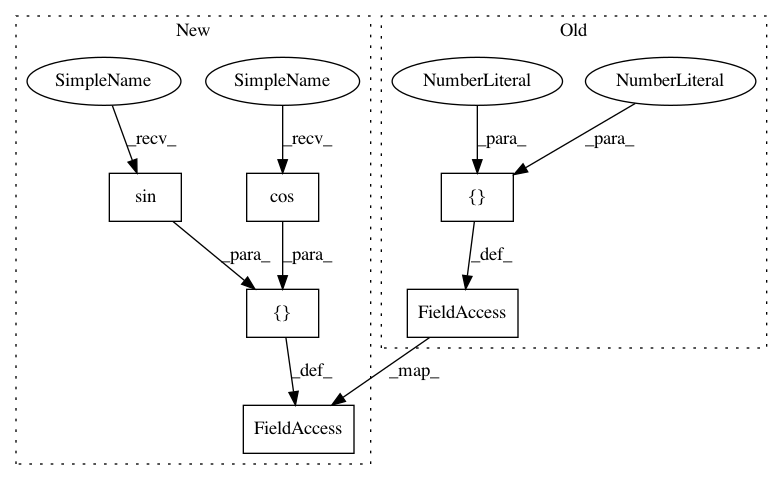 New
Old
SimpleName
SimpleName
NumberLiteral
NumberLiteral
_recv_
_recv_
_para_
_para_
sin
cos
{}
_para_
_para_
_def_
{}
FieldAccess
_def_
_map_
FieldAccess